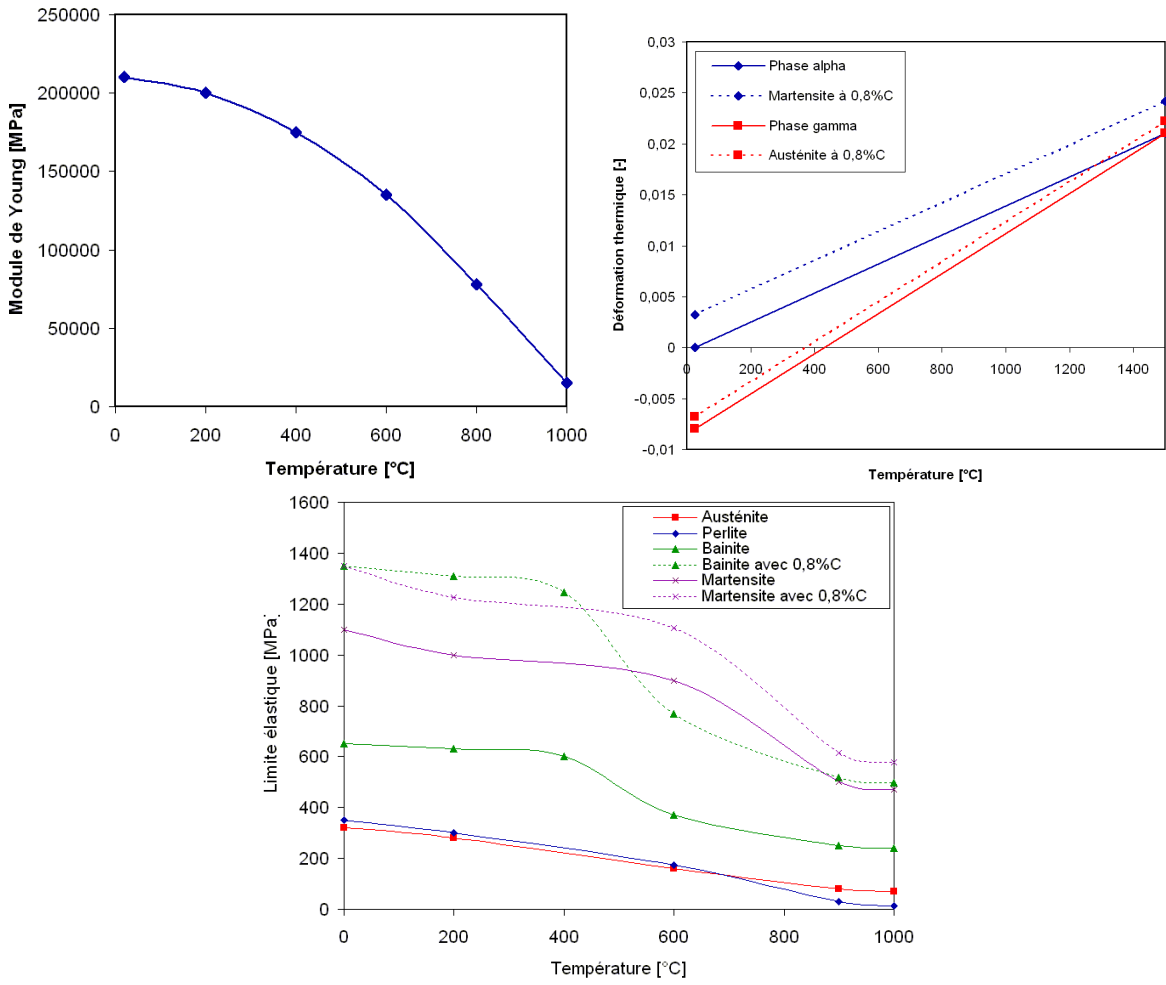 250000
200000
150000
100000
50000
0
Module de Young [MPa]
0 200 400 600 800 1000
Température [°C]
0,03
0,025
0,02
0,015
0,01
0,005
0
-0,005
-0,01
Déformation thermique [-]
Phase alpha
Martensite à 0,8%C
Phase gamma
Austénite à 0,8%C
0 200 400 600 800 1000 1200 1400
Température [°C]
1600
1400
1200
1000
800
600
400
200
0
Limite élastique [MPa]
Austénite
Perlite
Bainite
Bainite avec 0,8%C
Martensite
Martensite avec 0,8%C
0 200 400 600 800 1000
Température [°C]